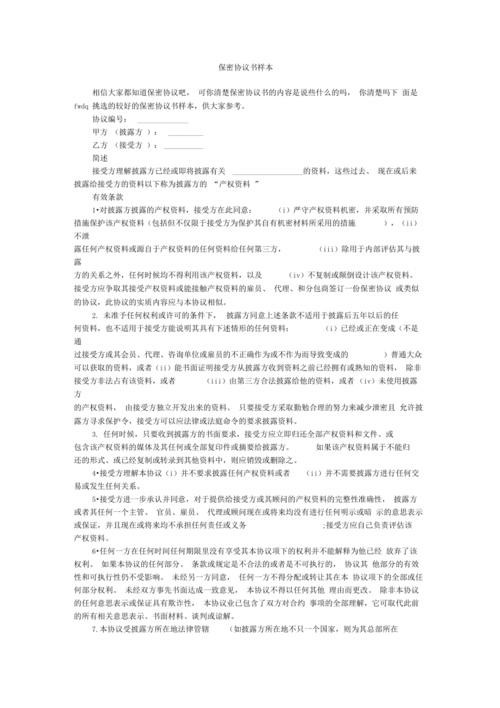 保密协议书样本
相信大家都知道保密协议吧, 可你清楚保密协议书的内容是说些什么的吗, 你清楚吗下 面是
fwdq 挑选的较好的保密协议书样本,供大家参考。
协议编号: ______________
甲方 (披露方 ): __________
乙方 (接受方 ): __________
简述
接受方理解披露方已经或即将披露有关 ____________________的资料,这些过去、 现在或后来
披露给接受方的资料以下称为披露方的 “产权资料 ”
有效条款
1•对披露方披露的产权资料,接受方在此同意: (i)严守产权资料机密,并采取所有预防
措施保护该产权资料(包括但不仅限于接受方为保护其自有机密材料所采用的措施 ),(ii)
不泄
露任何产权资料或源自于产权资料的任何资料给任何第三方, (iii)除用于内部评估其与披
露
方的关系之外,任何时候均不得利用该产权资料,以及 (iv)不复制或颠倒设计该产权资料。
接受方应争取其接受产权资料或能接触产权资料的雇员、 代理、和分包商签订一份保密协议 或类似
的协议,此协议的实质内容应与本协议相似。
2. 未准予任何权利或许可的条件下, 披露方同意上述条款不适用于披露后五年以后的任
何资料,也不适用于接受方能说明其具有下述情形的任何资料: (i)已经或正在变成(不是
通
过接受方或其会员、代理、咨询单位或雇员的不正确作为或不作为而导致变成的 )普通大众
可以获取的资料,或者(ii)能书面证明接受方从披露方收到资料之前已经拥有或熟知的资料, 除非
接受方非法占有该资料,或者 (iii)由第三方合法披露给他的资料,或者(iv)未使用披露
方
的产权资料, 由接受方独立开发出来的资料。 只要接受方采取勤勉合理的努力来减少泄密且 允许披
露方寻求保护令,接受方可以应法律或法庭命令的要求披露资料。
3. 任何时候,只要收到披露方的书面要求,接受方应立即归还全部产权资料和文件、或
包含该产权资料的媒体及其任何或全部复印件或摘要给披露方。 如果该产权资料属于不能归
还的形式、或已经复制或转录到其他资料中,则应销毁或删除之。
4•接受方理解本协议(i)并不要求披露任何产权资料或者 (ii)并不需要披露方进行任何交
易或发生任何关系。
5•接受方进一步承认并同意,对于提供给接受方或其顾问的产权资料的完整性准确性, 披露方
或者其任何一个主管、 官员、雇员、 代理或顾问现在或将来均没有进行任何明示或暗 示的意思表示
或保证,并且现在或将来均不承担任何责任或义务 ;接受方应自己负责评估该
产权资料。
6•任何一方在任何时间任何期限里没有享受其本协议项下的权利并不能解释为他已经 放弃了该
权利。 如果本协议的任何部分、 条款或规定是不合法的或者是不可执行的, 协议其 他部分的有效
性和可执行性仍不受影响。 未经另一方同意, 任何一方不得分配或转让其在本 协议项下的全部或任
何部分权利。 未经双方事先书面达成一致意见, 本协议不得以任何其他 理由而更改。 除非本协议
的任何意思表示或保证具有欺诈性, 本协议业已包含了双方对合约 事项的全部理解,它可取代此前
的所有相关意思表示、书面材料、谈判或谅解。
7.本协议受披露方所在地法律管辖 (如披露方所在地不只一个国家,则为其总部所在